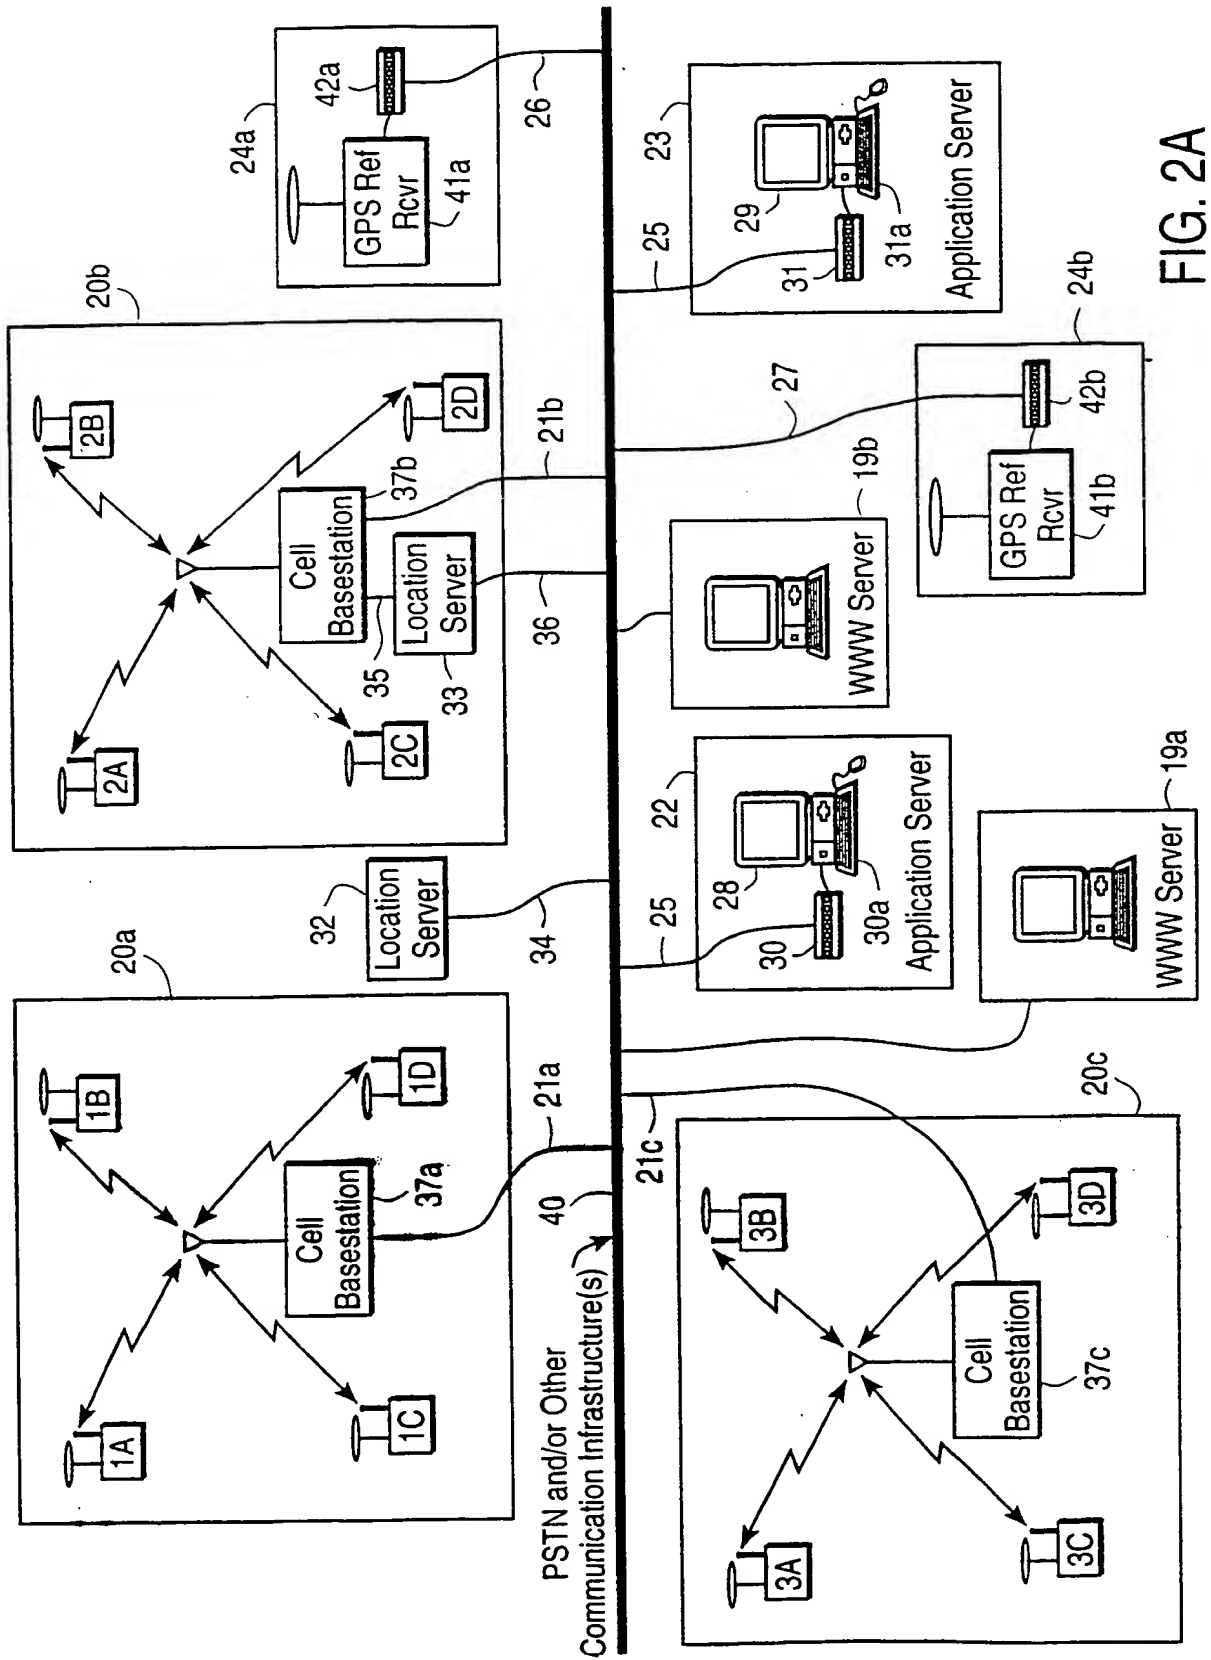 20a
1A
1B
1C
1D
Cell
Basestation
37a
21a
32
Location
Server
34
20b
2A
2B
2C
2D
Cell
Basestation
37b
35
Location
Server
33
36
21b
24a
GPS Ref
Rcvr
41a
42a
26
PSTN and/or Other
Communication Infrastructure(s)
40
21c
20c
3A
3B
3C
3D
Cell
Basestation
37c
25
22
28
30
30a
Application Server
WWW Server
19a
WWW Server
19b
27
25
23
29
31
31a
Application Server
24b
GPS Ref
Rcvr
41b
42b
FIG. 2A